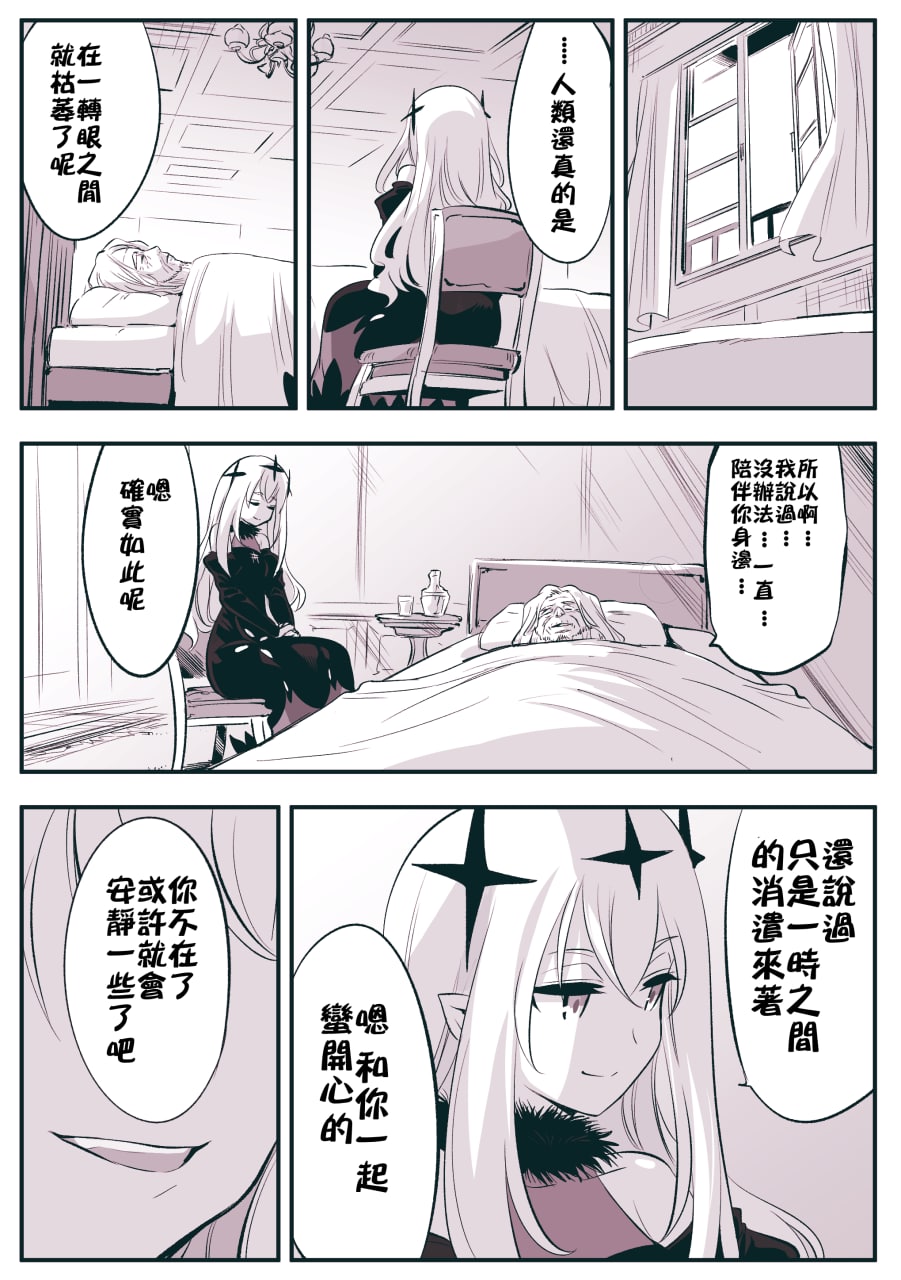 ⋯⋯人類還真的是
在一轉眼之間
就枯萎了呢
所以啊⋯
我說過⋯
沒辦法⋯一直⋯
陪伴你身邊⋯
嗯
確實如此呢
還說過
只是一時之間
的消遣來著
嗯 和你一起
蠻開心的
你不在了
或許就會
安靜一些了吧